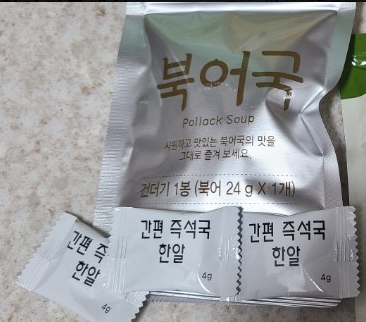 북어국
Pollack Soup
시원하고 맛있는 북어국의 맛을
그대로 즐겨 보세요.
건더기 1봉 (북어 24 g X 1개)
간편 즉석국
한알
4g
간편 즉석국
한알
4g
간편 즉석국
한알
4g